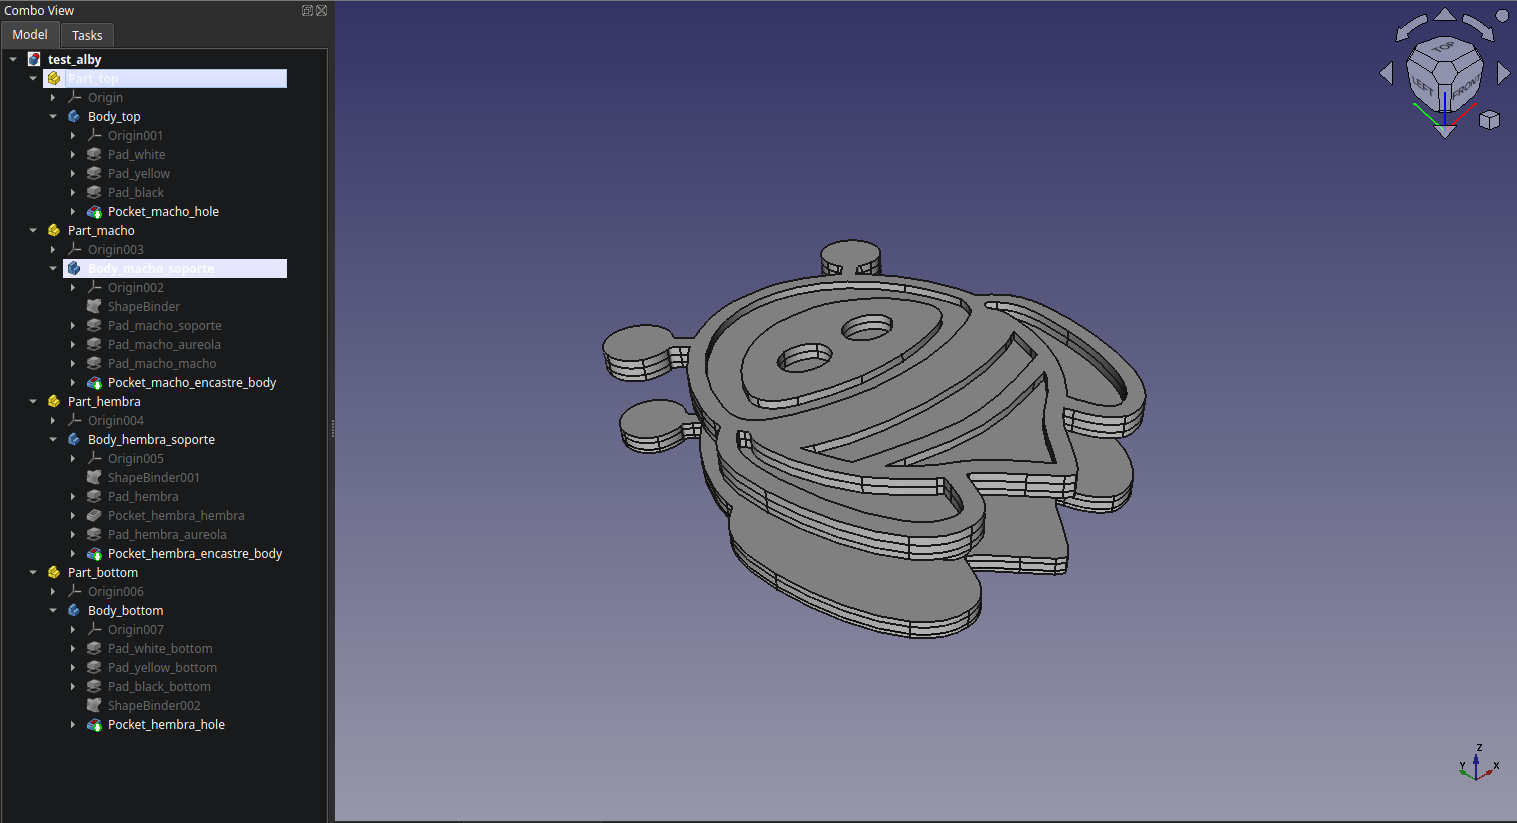 Combo View
Model
Tasks
test_alby
Part_top
Origin
Body_top
Origin001
Pad_white
Pad_yellow
Pad_black
Pocket_macho_hole
Part_macho
Origin003
Body_macho_soporte
Origin002
ShapeBinder
Pad_macho_soporte
Pad_macho_aureola
Pad_macho_macho
Pocket_macho_encastre_body
Part_hembra
Origin004
Body_hembra_soporte
Origin005
ShapeBinder001
Pad_hembra
Pocket_hembra_hembra
Pad_hembra_aureola
Pocket_hembra_encastre_body
Part_bottom
Origin006
Body_bottom
Origin007
Pad_white_bottom
Pad_yellow_bottom
Pad_black_bottom
ShapeBinder002
Pocket_hembra_hole
TOP
LEFT
FRONT
Z
Y
X